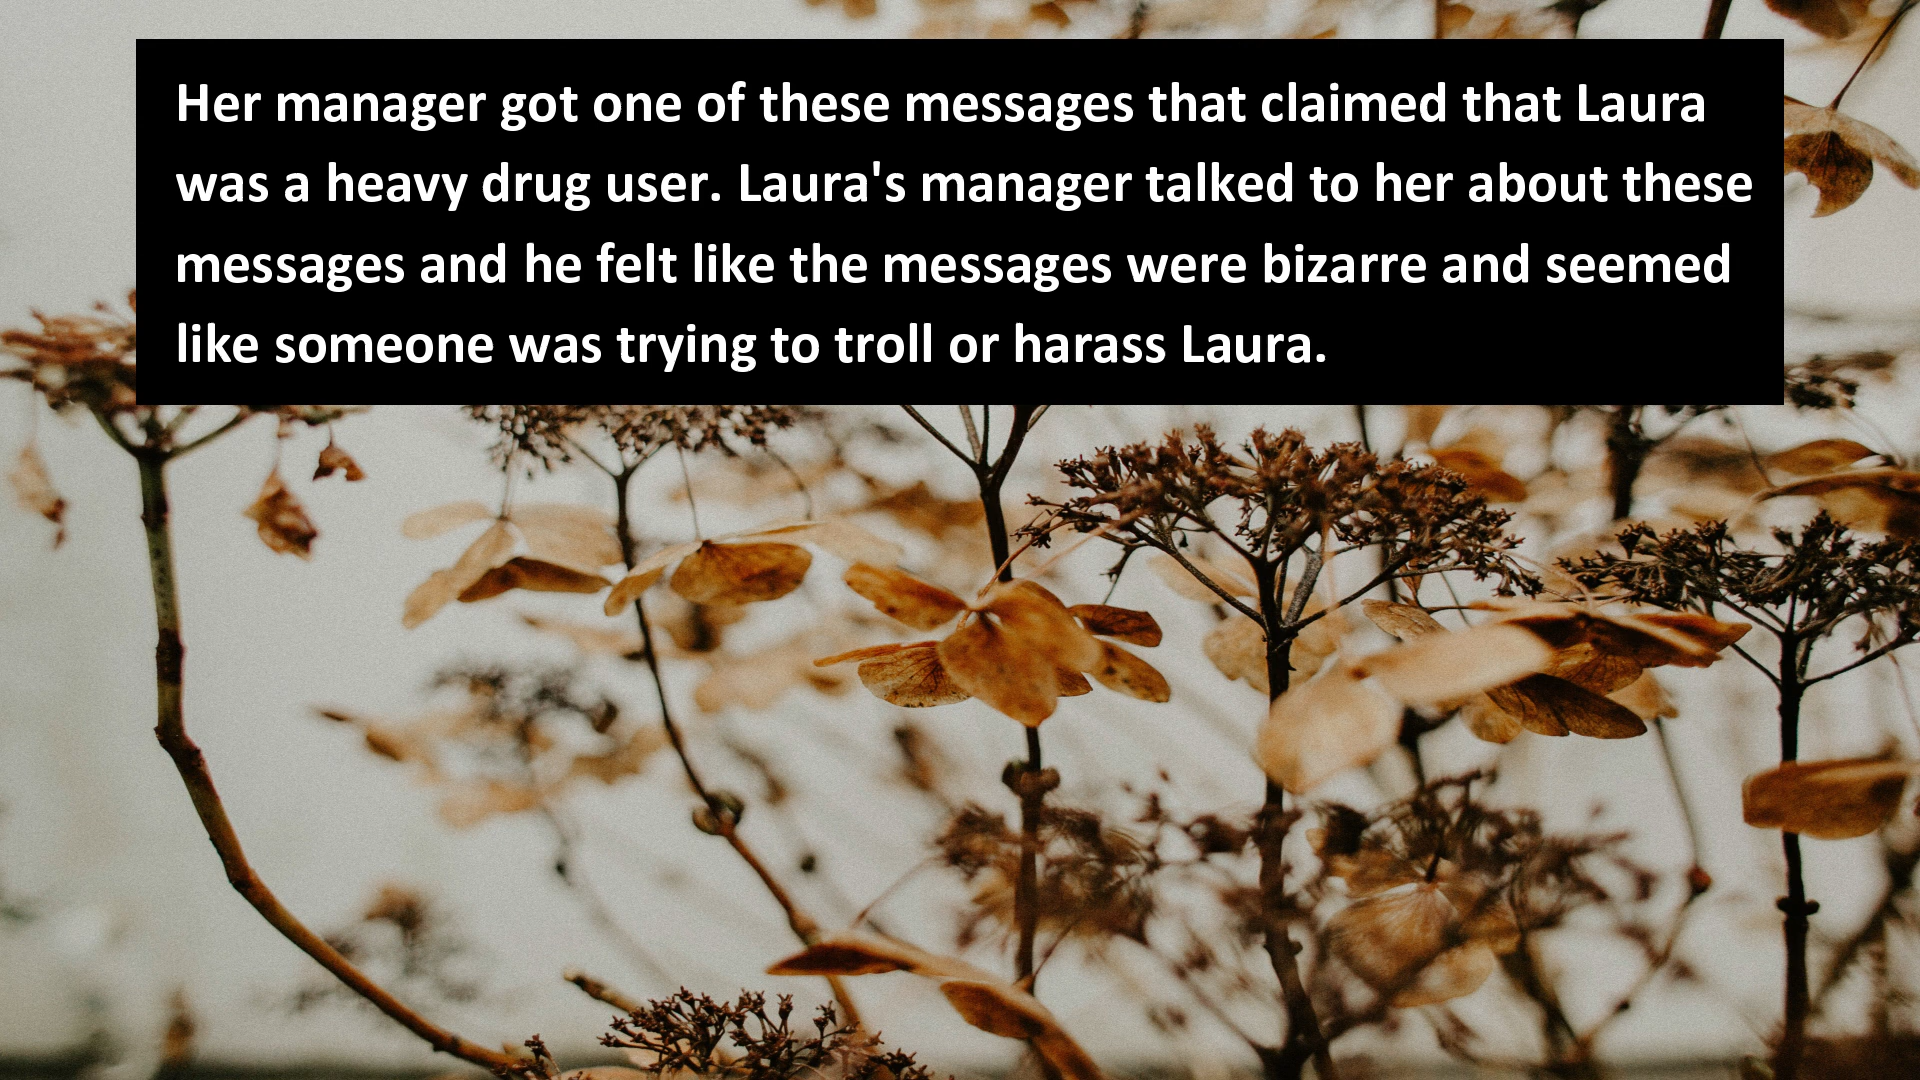 Her manager got one of these messages that claimed that Laura
was a heavy drug user. Laura's manager talked to her about these
messages and he felt like the messages were bizarre and seemed
like someone was trying to troll or harass Laura.